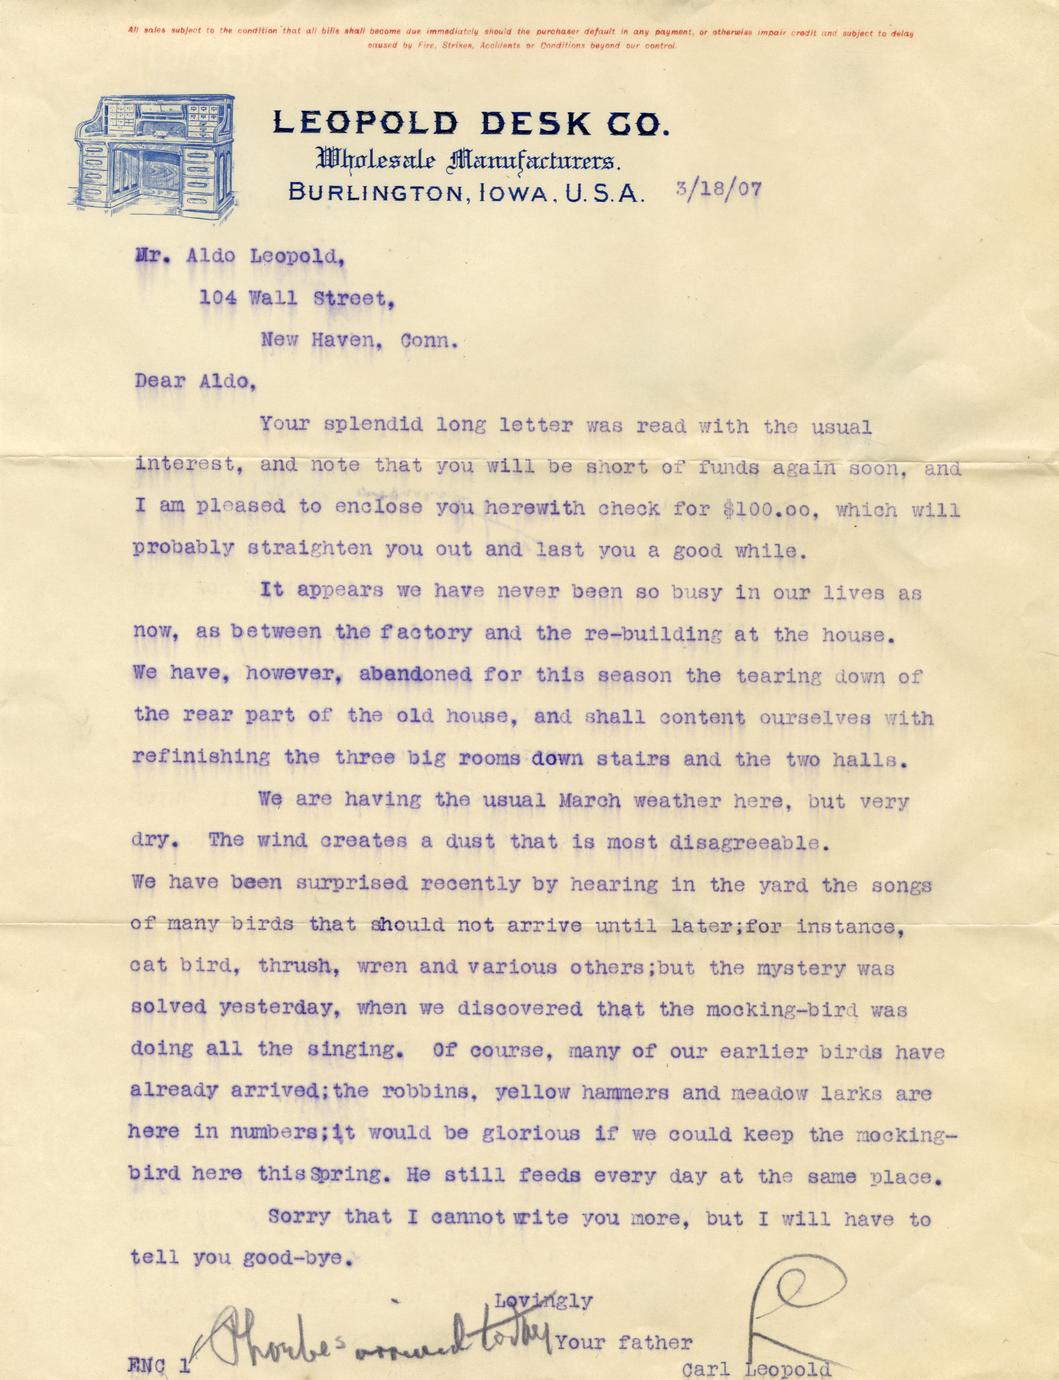 All sales subject to the condition that all bills shall become due immediately should the purchaser default in any payment, or otherwise impair credit and subject to delay
caused by Fire, Strikes, Accidents or Conditions beyond our control.
LEOPOLD DESK CO.
Wholesale Manufacturers.
BURLINGTON, IOWA, U.S.A.
3/18/07
Mr. Aldo Leopold,
104 Wall Street,
New Haven, Conn.
Dear Aldo,
Your splendid long letter was read with the usual
interest, and note that you will be short of funds again soon, and
I am pleased to enclose you herewith check for $100.00, which will
probably straighten you out and last you a good while.
It appears we have never been so busy in our lives as
now, as between the factory and the re-building at the house.
We have, however, abandoned for this season the tearing down of
the rear part of the old house, and shall content ourselves with
refinishing the three big rooms down stairs and the two halls.
We are having the usual March weather here, but very
dry. The wind creates a dust that is most disagreeable.
We have been surprised recently by hearing in the yard the songs
of many birds that should not arrive until later;for instance,
cat bird, thrush, wren and various others;but the mystery was
solved yesterday, when we discovered that the mocking-bird was
doing all the singing. Of course, many of our earlier birds have
already arrived;the robbins, yellow hammers and meadow larks are
here in numbers;it would be glorious if we could keep the mocking-
bird here this Spring. He still feeds every day at the same place.
Sorry that I cannot write you more, but I will have to
tell you good-bye.
Lovingly
Phoebes arrived today
Your father
ENC 1
Carl Leopold